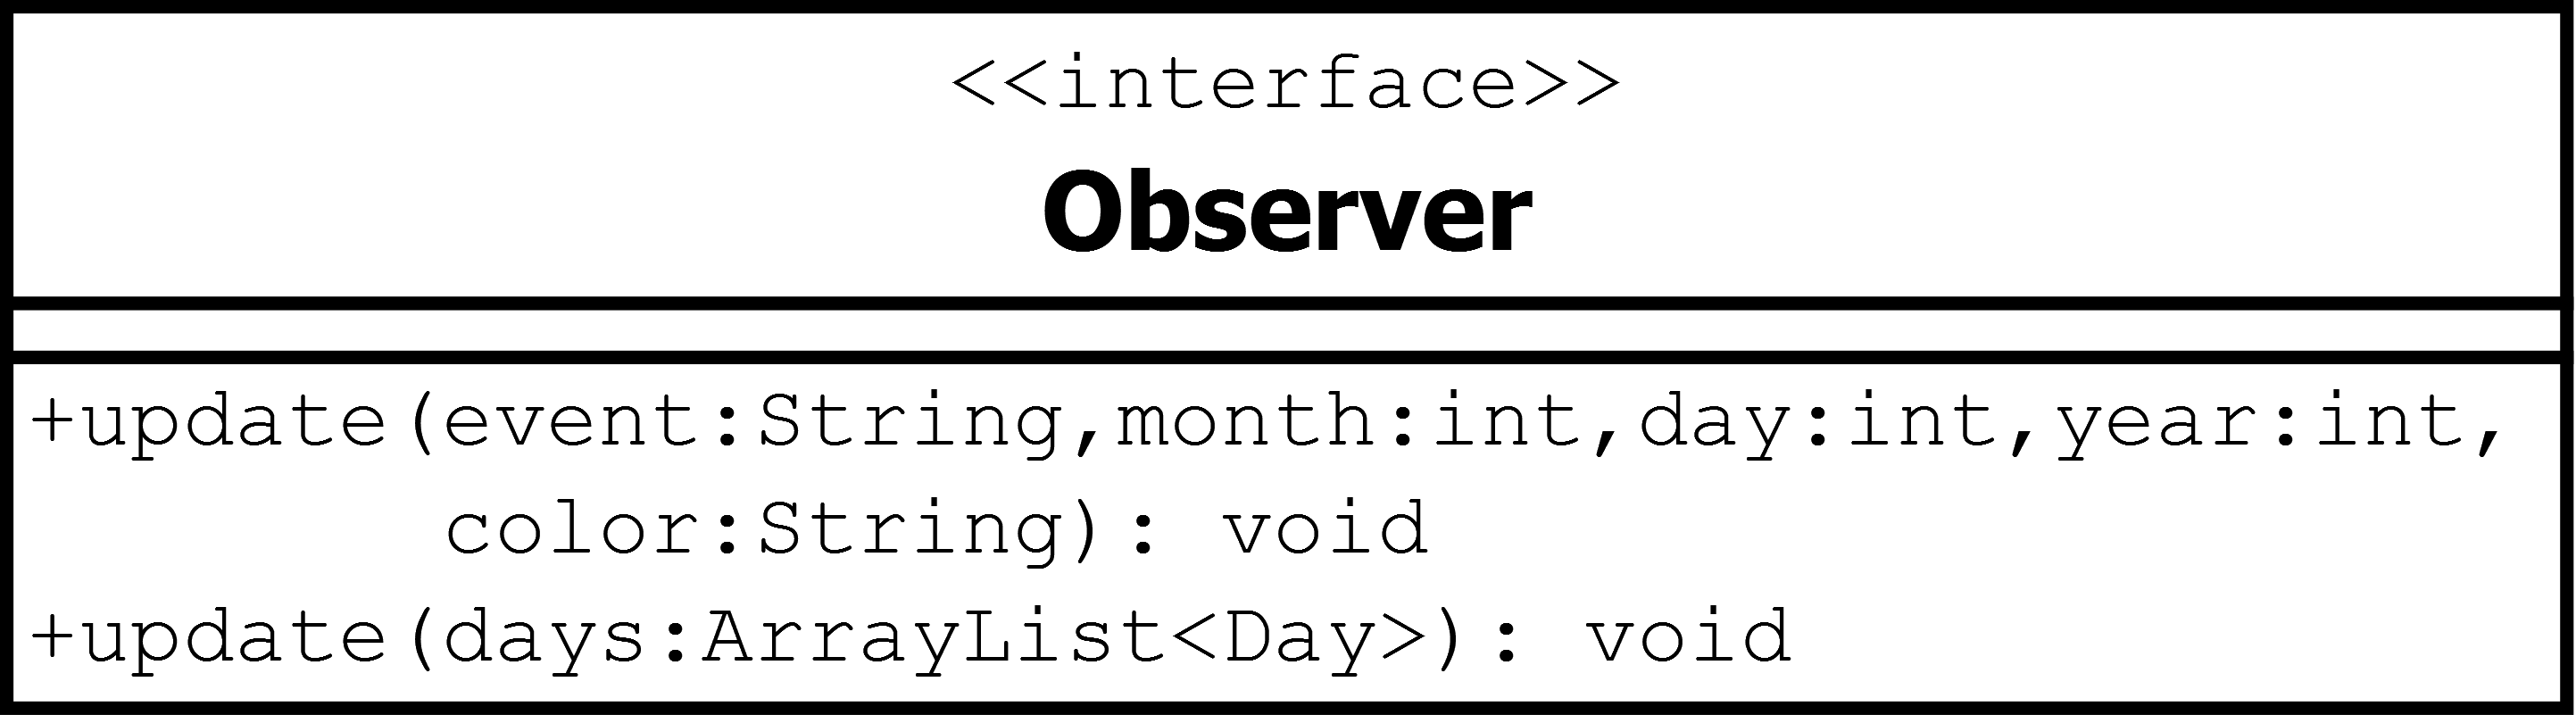 <<interface>>
Observer
+update(event:String,month:int,day:int,year:int,
color:String): void
+update(days:ArrayList<Day>): void